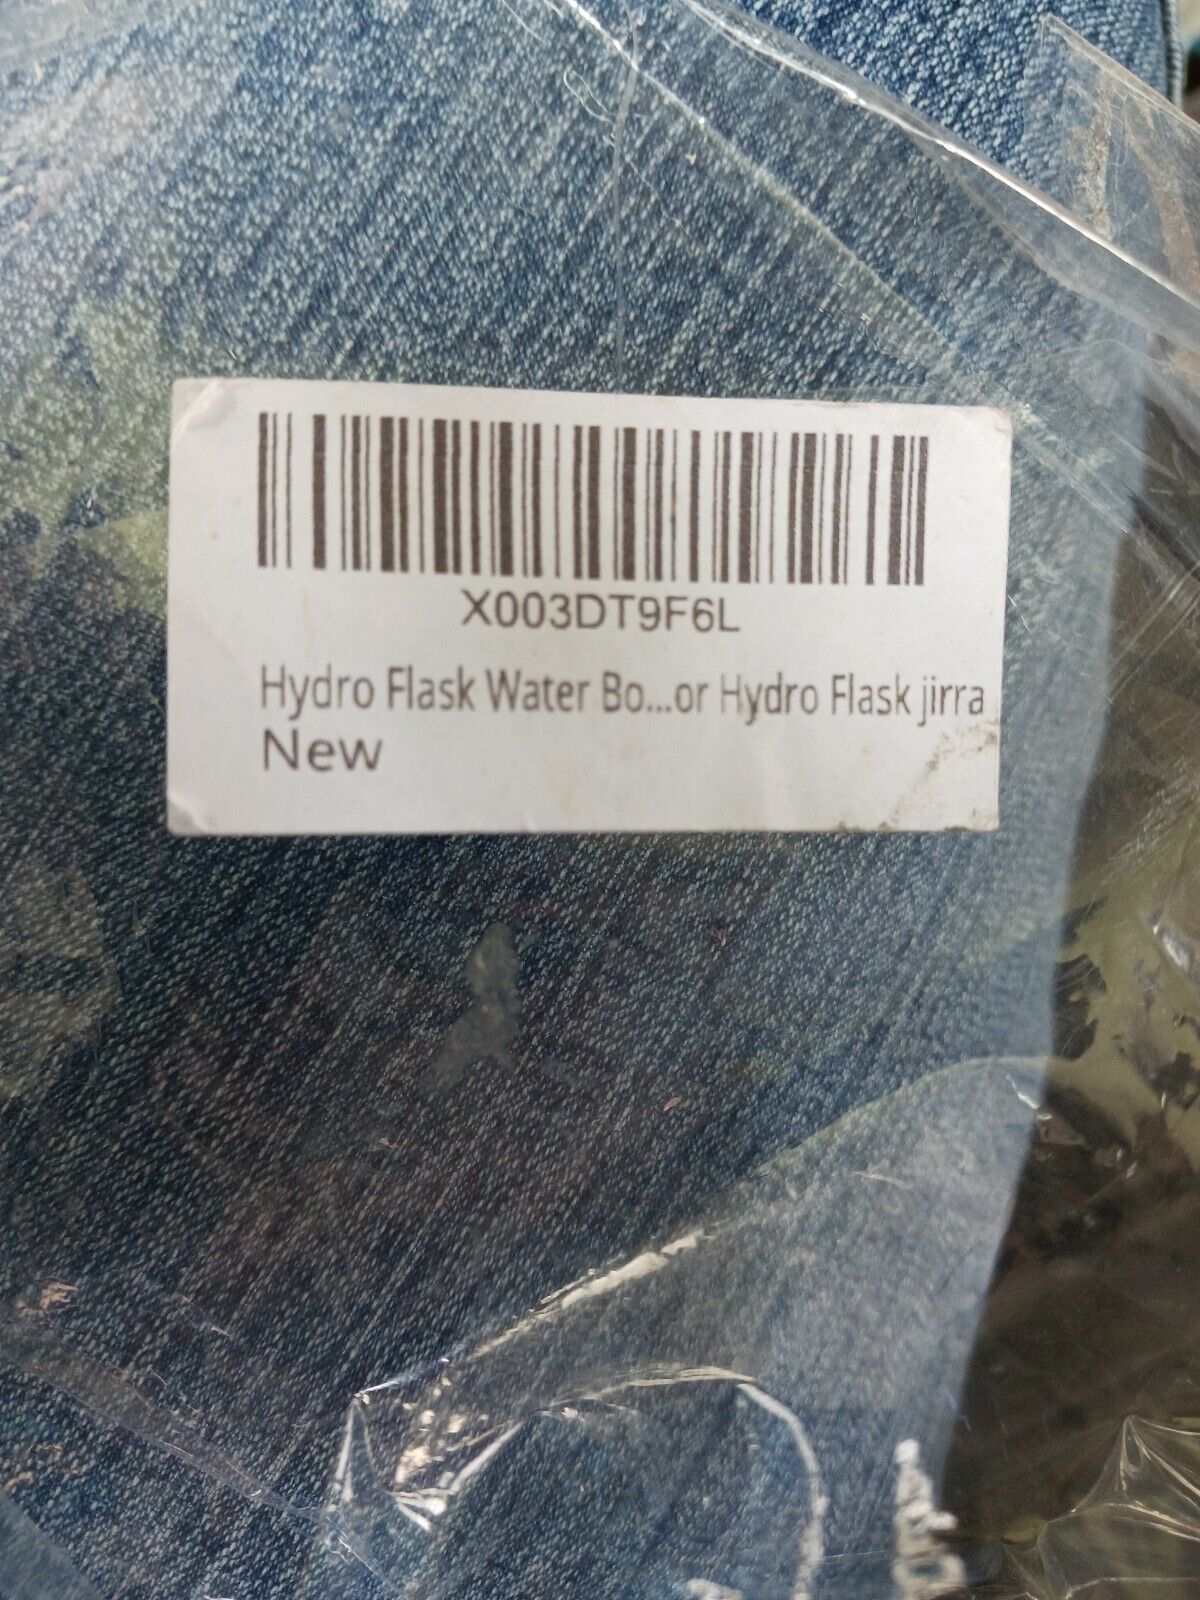 X003DT9F6L
Hydro Flask Water Bo...or Hydro Flask jirra
New